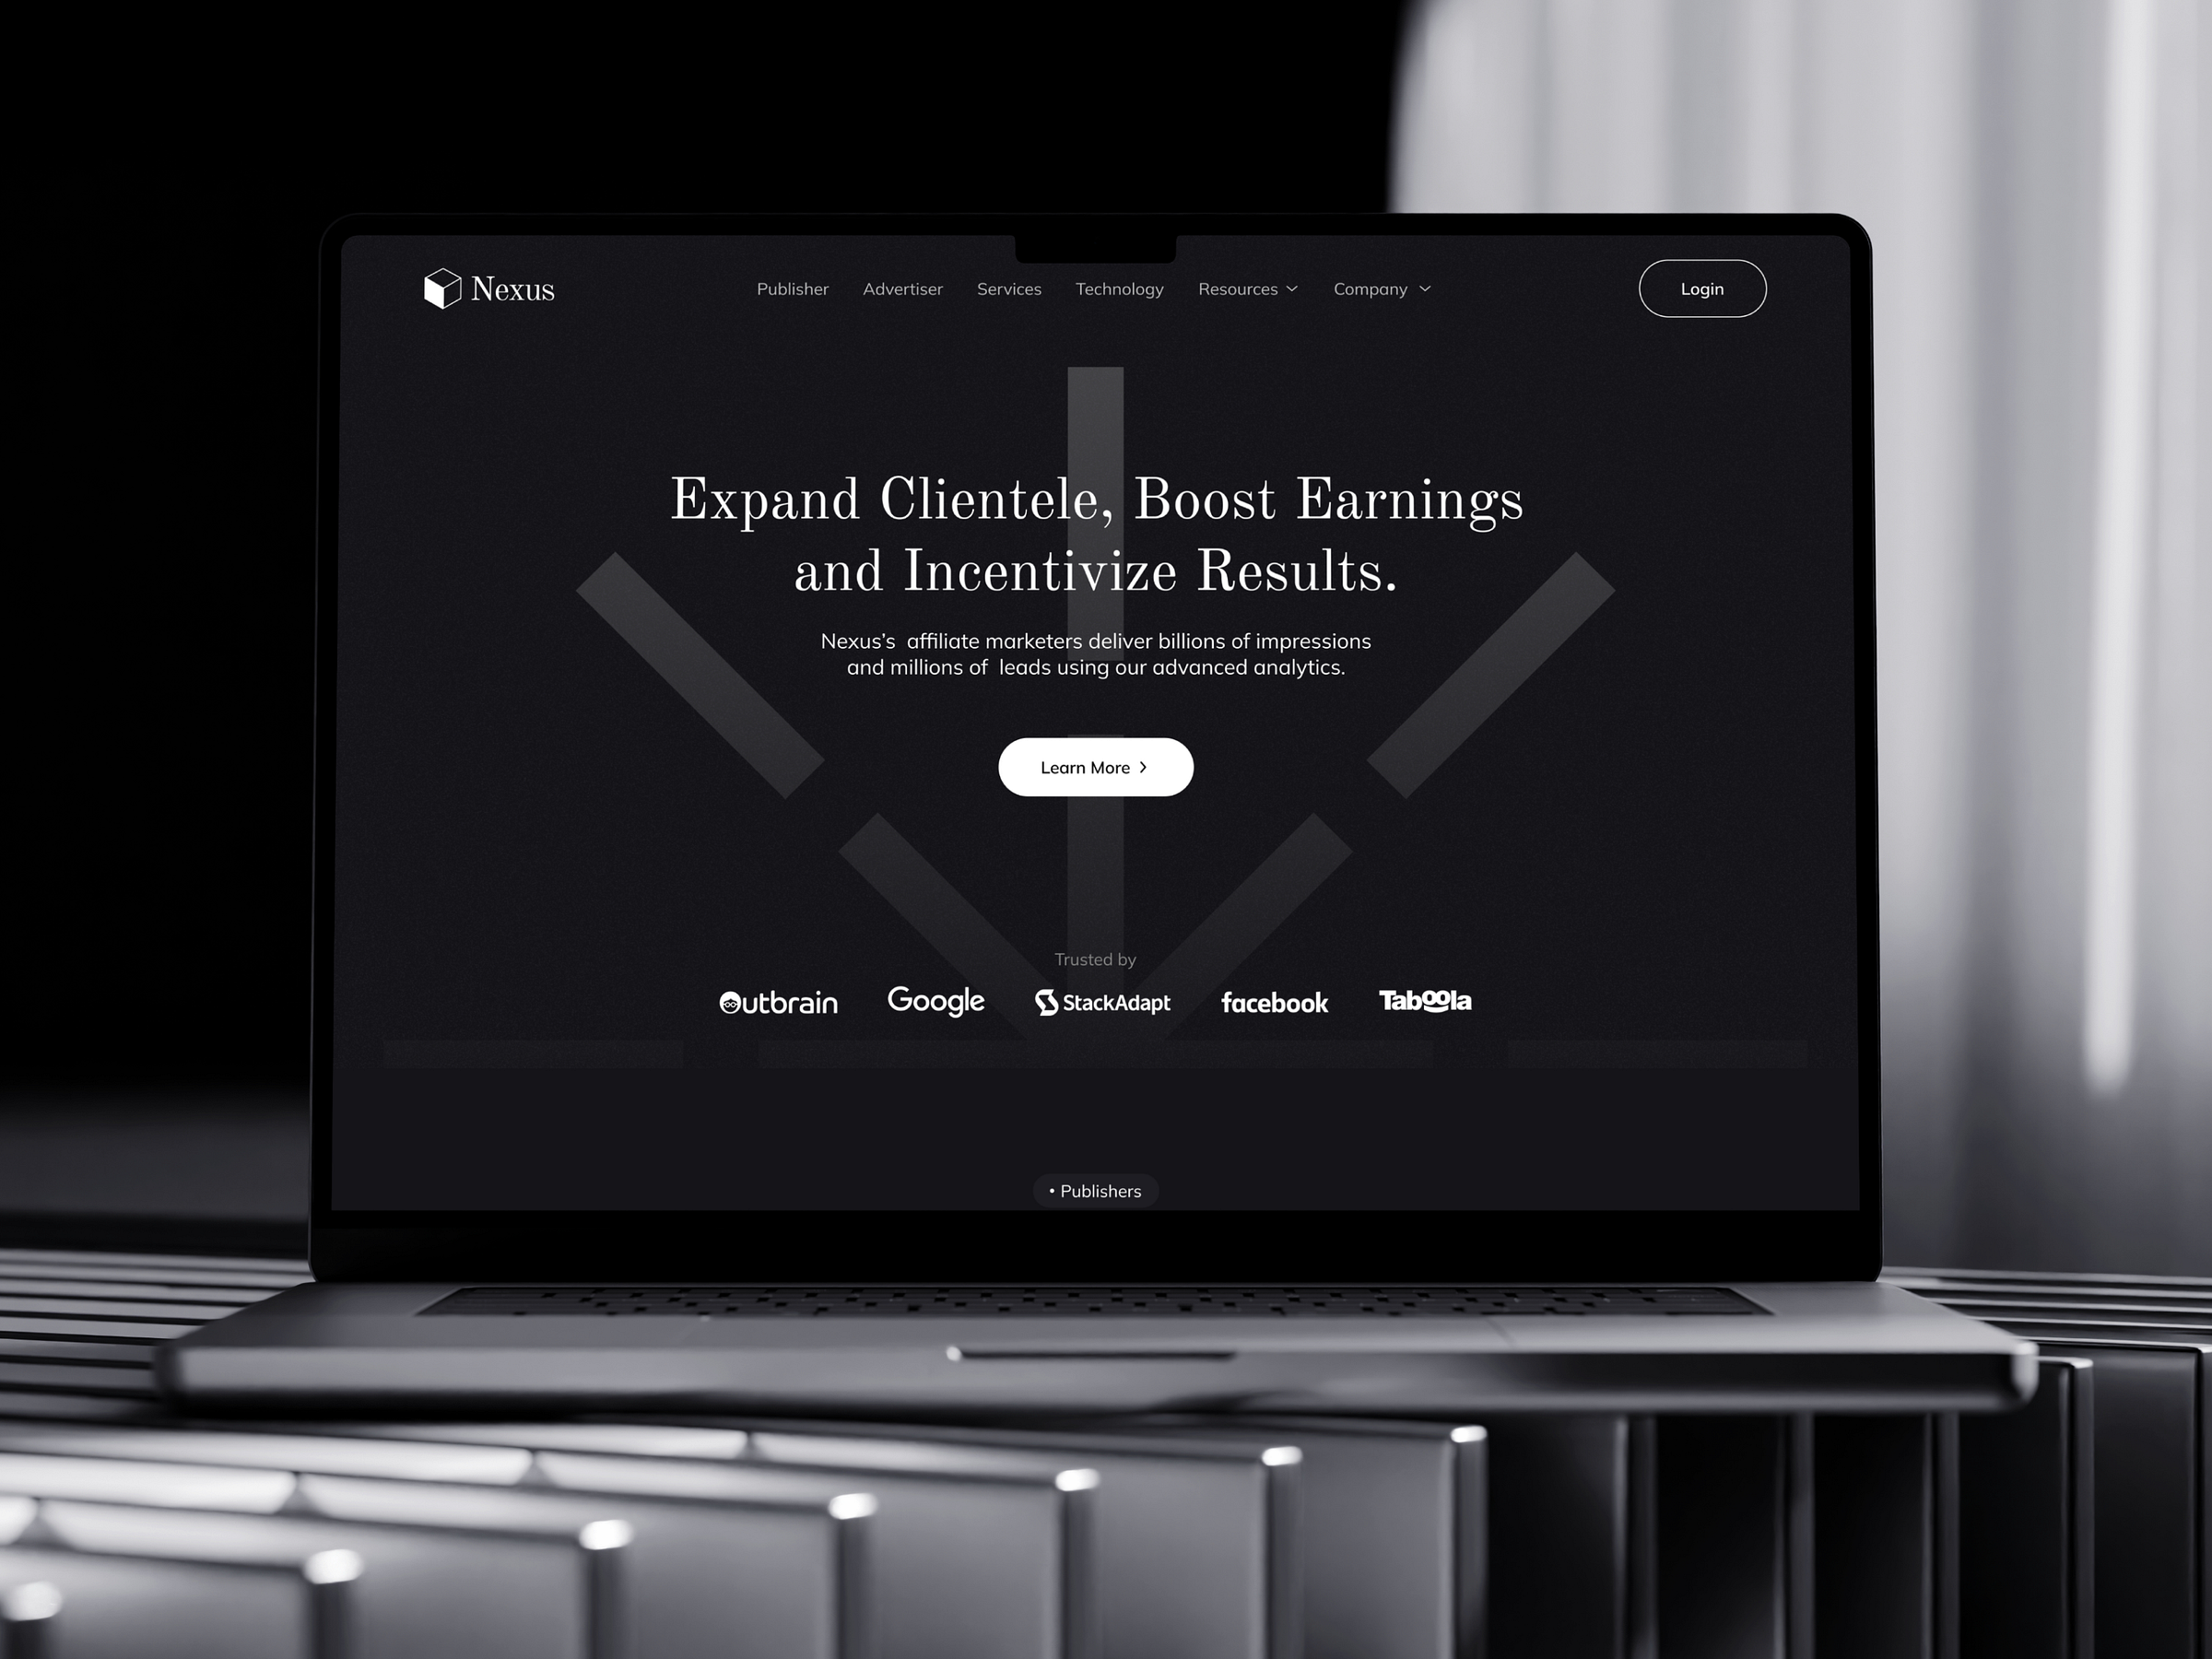 Nexus
Publisher Advertiser Services Technology Resources Company
Login
Expand Clientele, Boost Earnings
and Incentivize Results.
Nexus’s  affiliate marketers deliver billions of impressions
and millions of  leads using our advanced analytics.
Learn More
Trusted by
Outbrain Google StackAdapt facebook Taboola
• Publishers